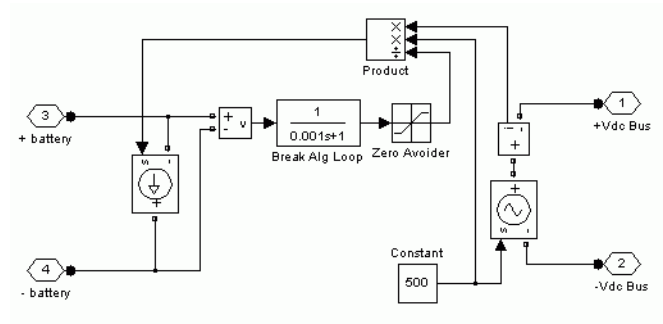 ×
×
÷
Product
3
+ battery
+
-
v
1
0.001s+1
Break Alg Loop
Zero Avoider
1
+Vdc Bus
i
-
+
s
-
+
+
s
-
4
- battery
Constant
500
2
-Vdc Bus